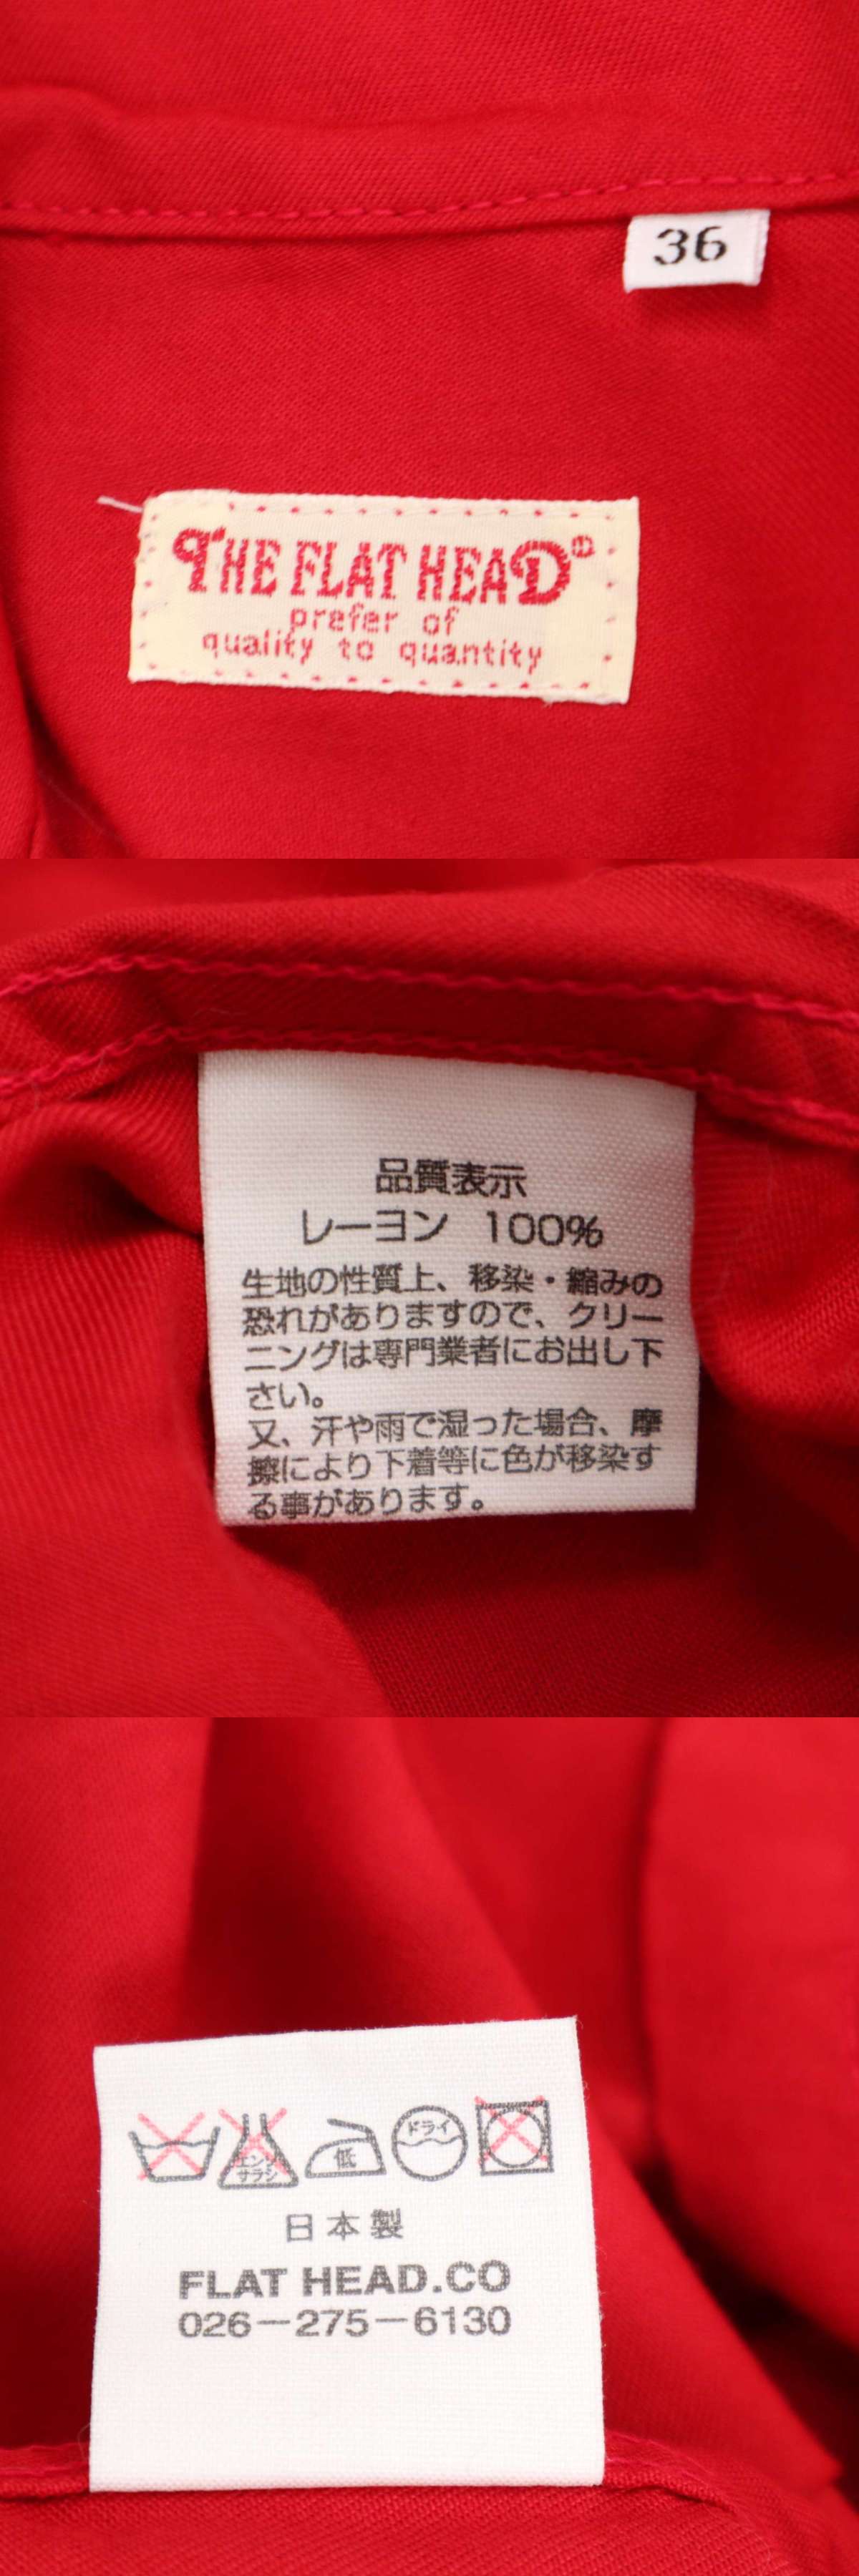 36
THE FLAT HEAD®
prefer of
quality to quantity
品質表示
レーヨン 100%
生地の性質上、移染・縮みの
恐れがありますので、クリー
ニングは専門業者にお出し下
さい。
又、汗や雨で湿った場合、摩
擦により下着等に色が移染す
る事があります。
エンソ
サラシ
低
ドライ
日本製
FLAT HEAD.CO
026-275-6130